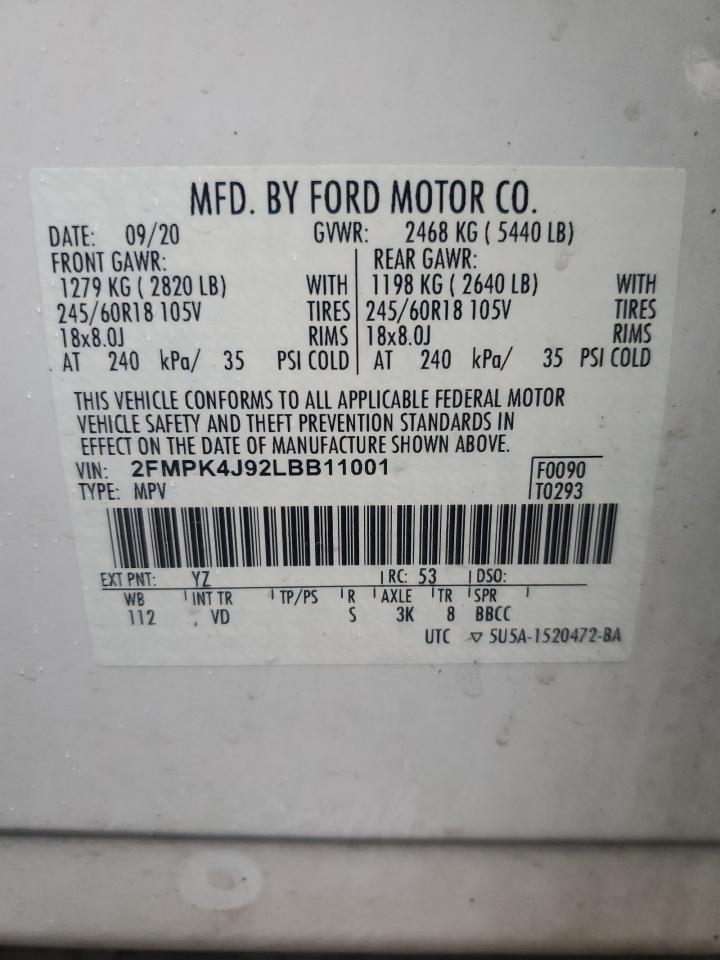 MFD. BY FORD MOTOR CO.
DATE: 09/20 GVWR: 2468 KG ( 5440 LB)
FRONT GAWR: REAR GAWR:
1279 KG ( 2820 LB) WITH 1198 KG ( 2640 LB) WITH
245/60R18 105V TIRES 245/60R18 105V TIRES
18x8.0J RIMS 18x8.0J RIMS
AT 240 kPa/ 35 PSI COLD AT 240 kPa/ 35 PSI COLD
THIS VEHICLE CONFORMS TO ALL APPLICABLE FEDERAL MOTOR
VEHICLE SAFETY AND THEFT PREVENTION STANDARDS IN
EFFECT ON THE DATE OF MANUFACTURE SHOWN ABOVE.
VIN: 2FMPK4J92LBB11001 F0090
TYPE: MPV T0293
EXT PNT: YZ RC: 53 DSO:
WB INT TR TP/PS R AXLE TR SPR
112 VD S 3K 8 BBCC
UTC ▽ 5U5A-1520472-BA